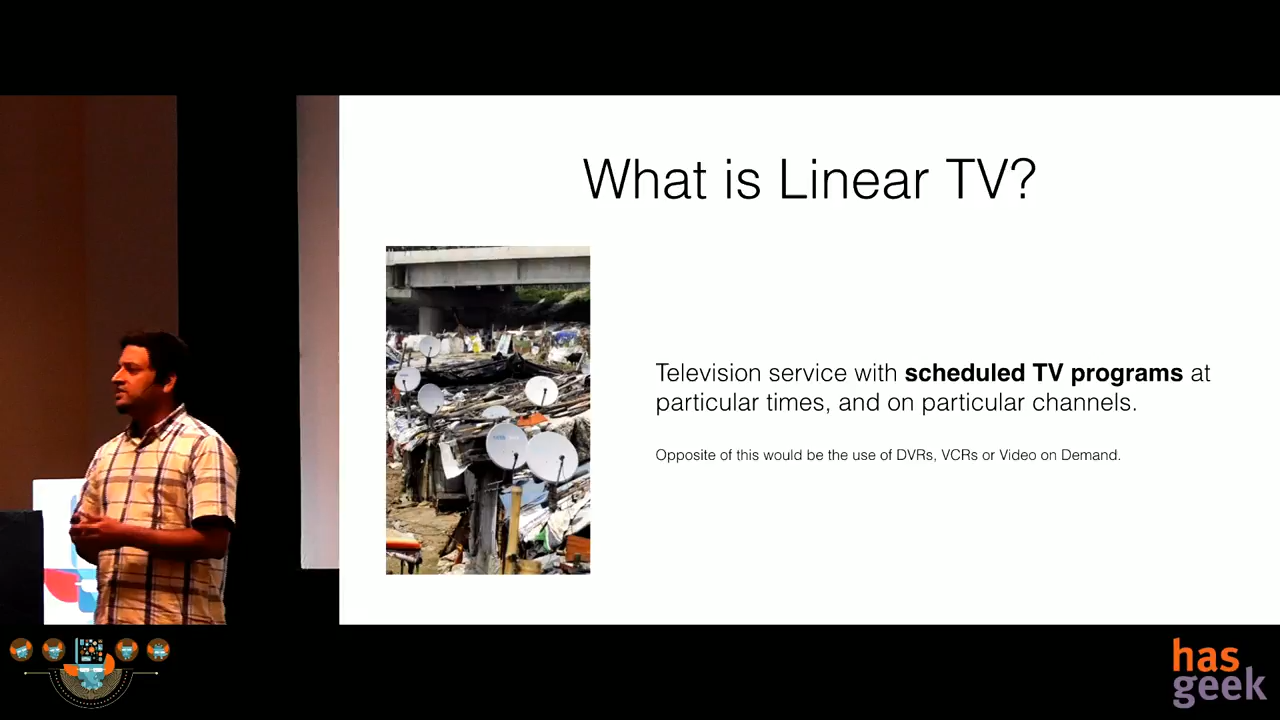 What is Linear TV?
Television service with scheduled TV programs at
particular times, and on particular channels.
Opposite of this would be the use of DVRs, VCRs or Video on Demand.
has
geek